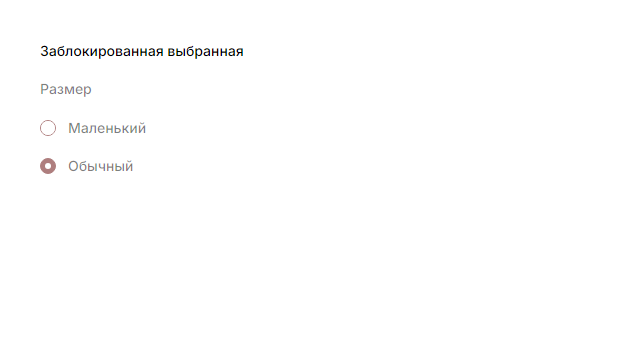 Заблокированная выбранная
Размер
Маленький
Обычный